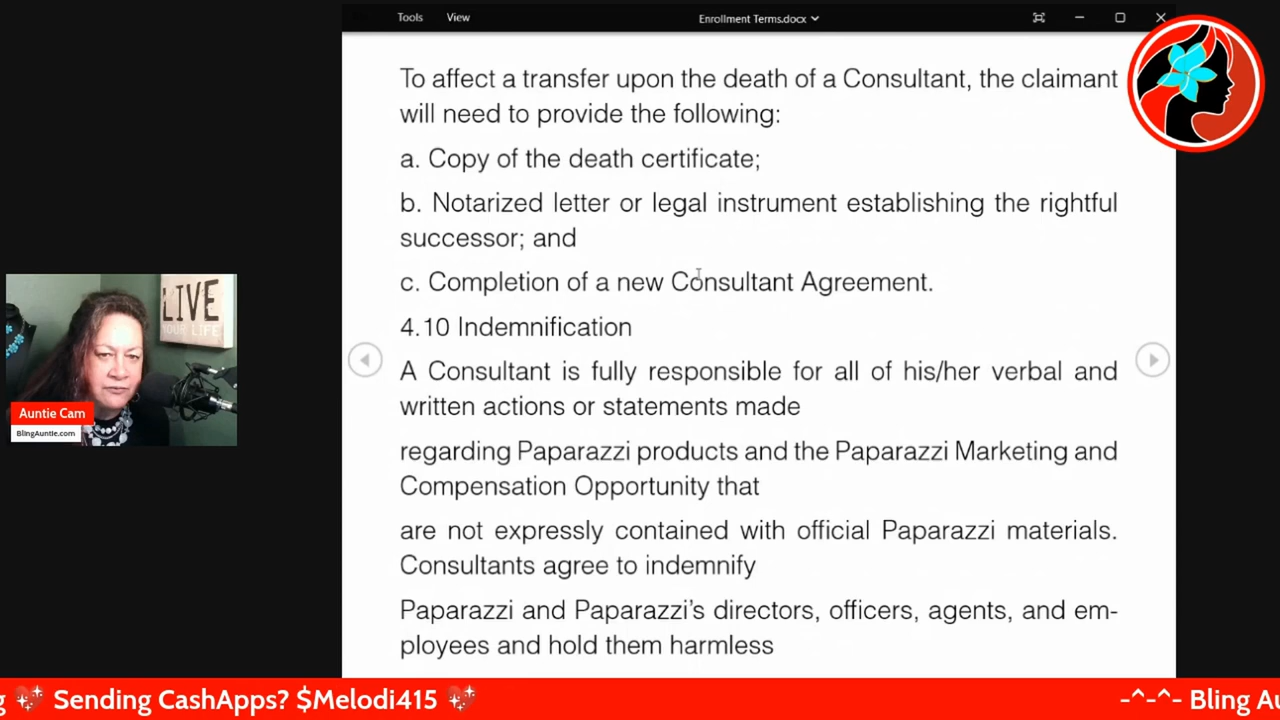 Tools View Enrollment Terms.docx
To affect a transfer upon the death of a Consultant, the claimant
will need to provide the following:
a. Copy of the death certificate;
b. Notarized letter or legal instrument establishing the rightful
successor; and
c. Completion of a new Consultant Agreement.
4.10 Indemnification
A Consultant is fully responsible for all of his/her verbal and
written actions or statements made
regarding Paparazzi products and the Paparazzi Marketing and
Compensation Opportunity that
are not expressly contained with official Paparazzi materials.
Consultants agree to indemnify
Paparazzi and Paparazzi's directors, officers, agents, and em-
ployees and hold them harmless
LIVE
YOUR LIFE
Auntie Cam
BlingAuntie.com
g 💖 Sending CashApps? $Melodi415 💖 -^-^- Bling Au